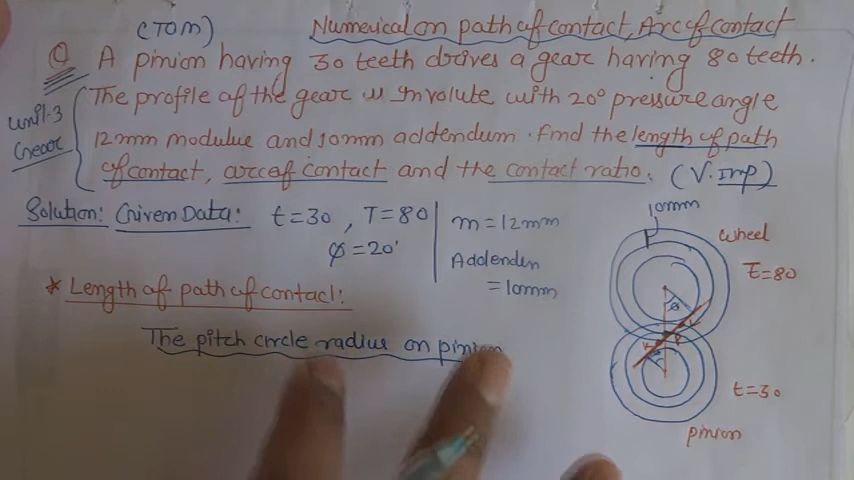 (TOM)
Numerical on path of contact, Arc of contact
Q A pinion having 30 teeth drives a gear having 80 teeth.
unit-3
Gear
The profile of the gear is Involute with 20° pressure angle
12mm module and 10mm addendum. Find the length of path
of contact, arc of contact and the contact ratio. (V.Imp)
Solution: Given Data: t=30, T=80
φ=20°
m=12mm
Addendum
=10mm
10mm
wheel
T=80
* Length of path of contact:
The pitch circle radius on pinion
t=30
pinion